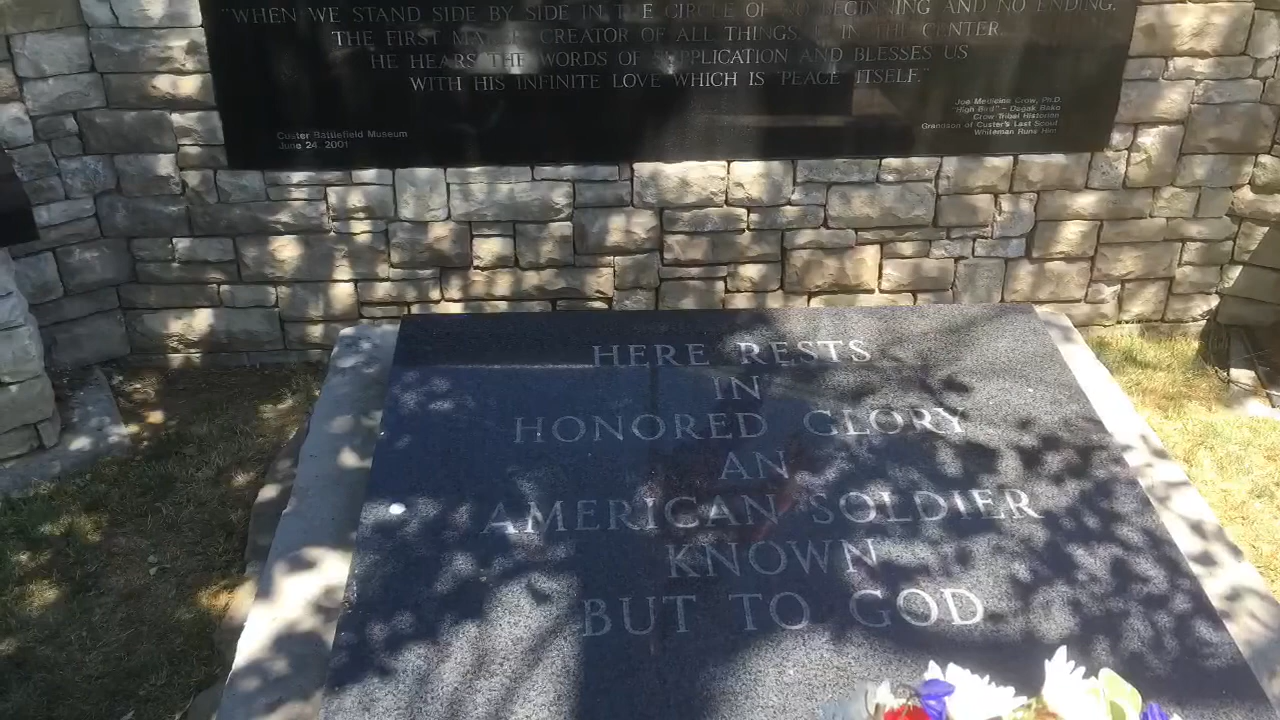 "WHEN WE STAND SIDE BY SIDE IN THE CIRCLE OF NO BEGINNING AND NO ENDING.
THE FIRST MAKER, CREATOR OF ALL THINGS, IS IN THE CENTER.
HE HEARS THE WORDS OF SUPPLICATION AND BLESSES US
WITH HIS INFINITE LOVE WHICH IS PEACE ITSELF."
Joe Medicine Crow, Ph.D.
"High Bird" - Dagak Bako
Crow Tribal Historian
Grandson of Custer's Last Scout
Whiteman Runs Him
Custer Battlefield Museum
June 24, 2001
HERE RESTS
IN
HONORED GLORY
AN
AMERICAN SOLDIER
KNOWN
BUT TO GOD